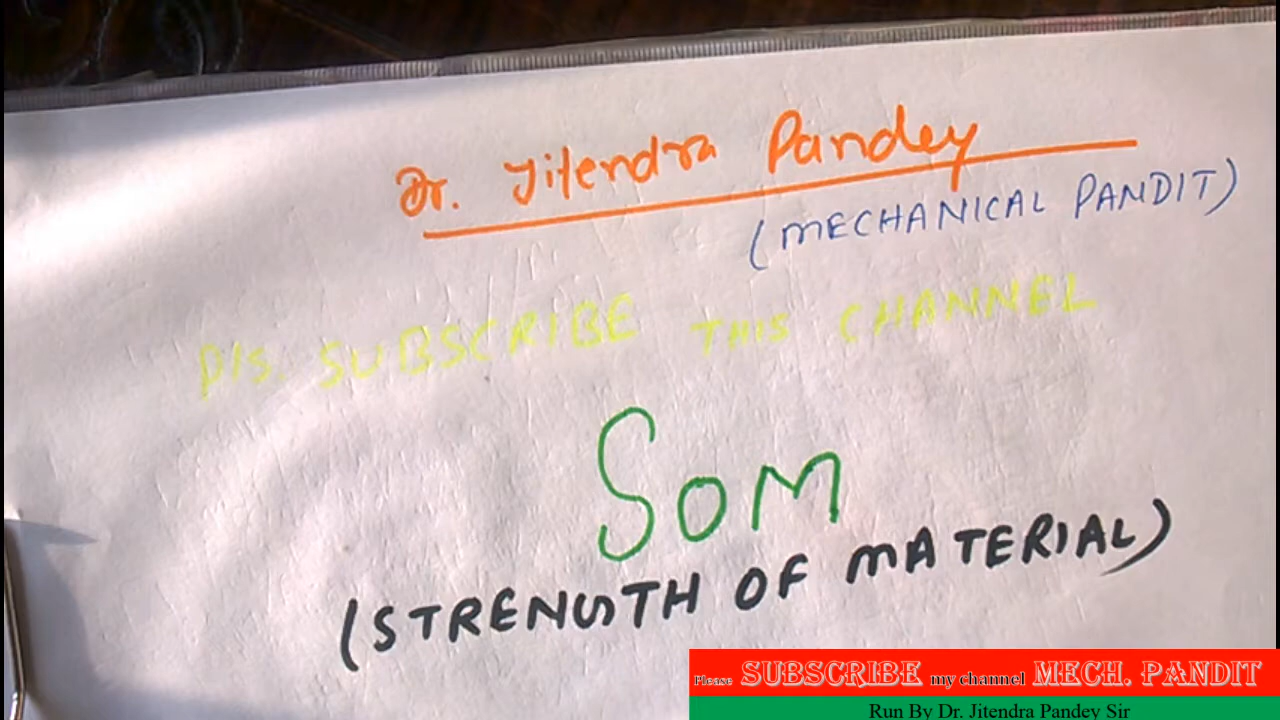 Dr. Jitendra Pandey
(MECHANICAL PANDIT)
Pls. SUBSCRIBE THIS CHANNEL
SOM
(STRENGTH OF MATERIAL)
Please SUBSCRIBE my channel MECH. PANDIT
Run By Dr. Jitendra Pandey Sir